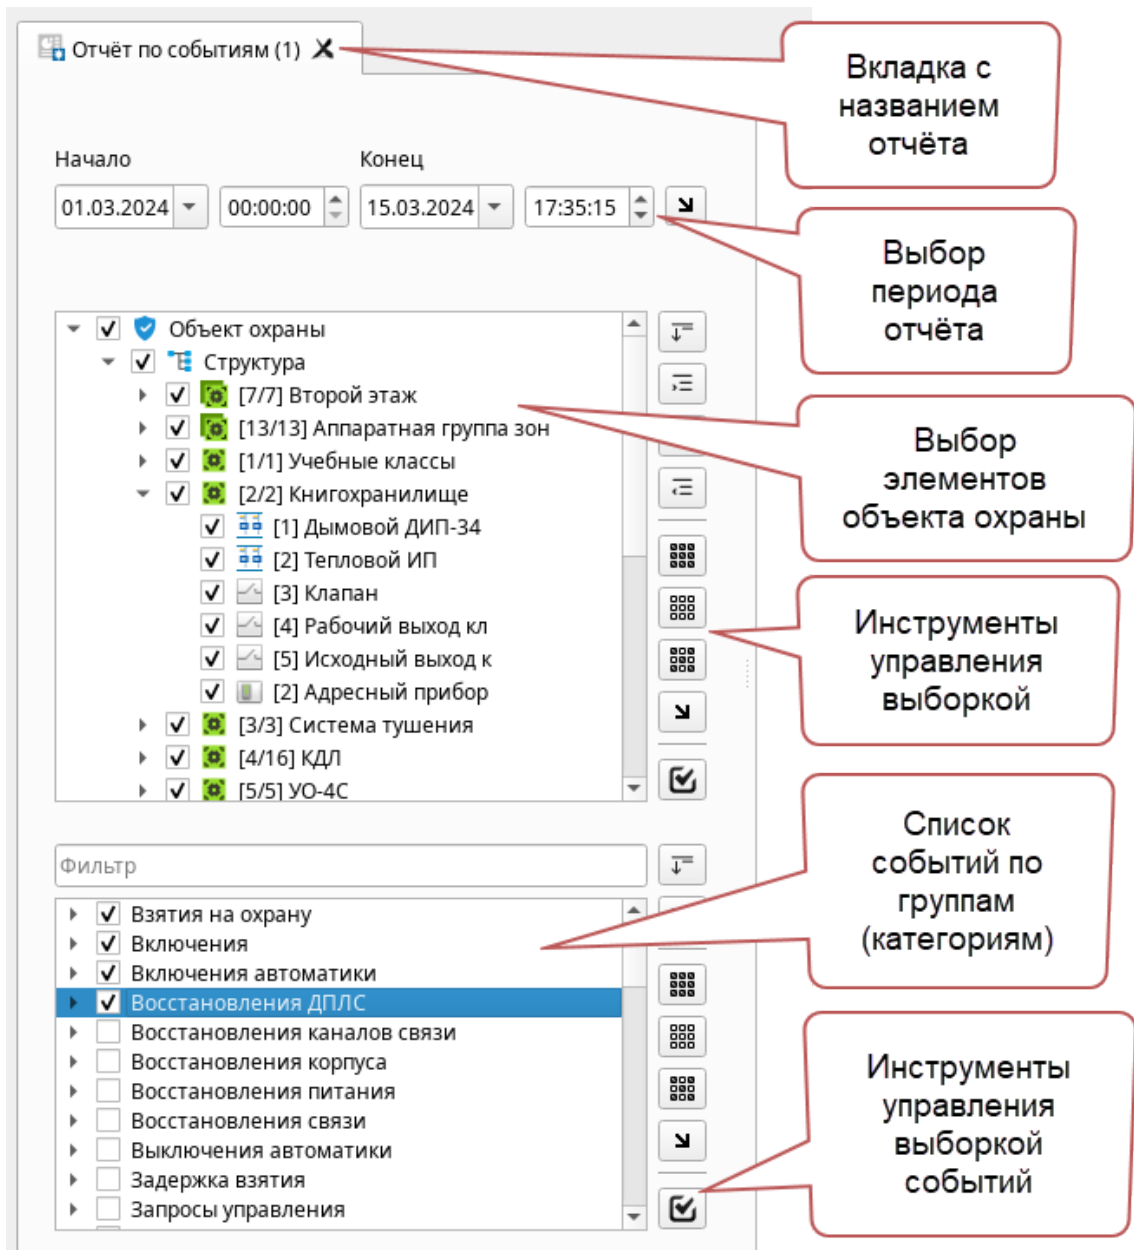 Отчёт по событиям (1)
Вкладка с
названием
отчёта
Начало
Конец
01.03.2024
00:00:00
15.03.2024
17:35:15
Выбор
периода
отчёта
Объект охраны
Структура
[7/7] Второй этаж
[13/13] Аппаратная группа зон
[1/1] Учебные классы
[2/2] Книгохранилище
[1] Дымовой ДИП-34
[2] Тепловой ИП
[3] Клапан
[4] Рабочий выход кл
[5] Исходный выход к
[2] Адресный прибор
[3/3] Система тушения
[4/16] КДЛ
[5/5] УО-4С
Выбор
элементов
объекта охраны
Инструменты
управления
выборкой
Фильтр
Взятия на охрану
Включения
Включения автоматики
Восстановления ДПЛС
Восстановления каналов связи
Восстановления корпуса
Восстановления питания
Восстановления связи
Выключения автоматики
Задержка взятия
Запросы управления
Список
событий по
группам
(категориям)
Инструменты
управления
выборкой
событий